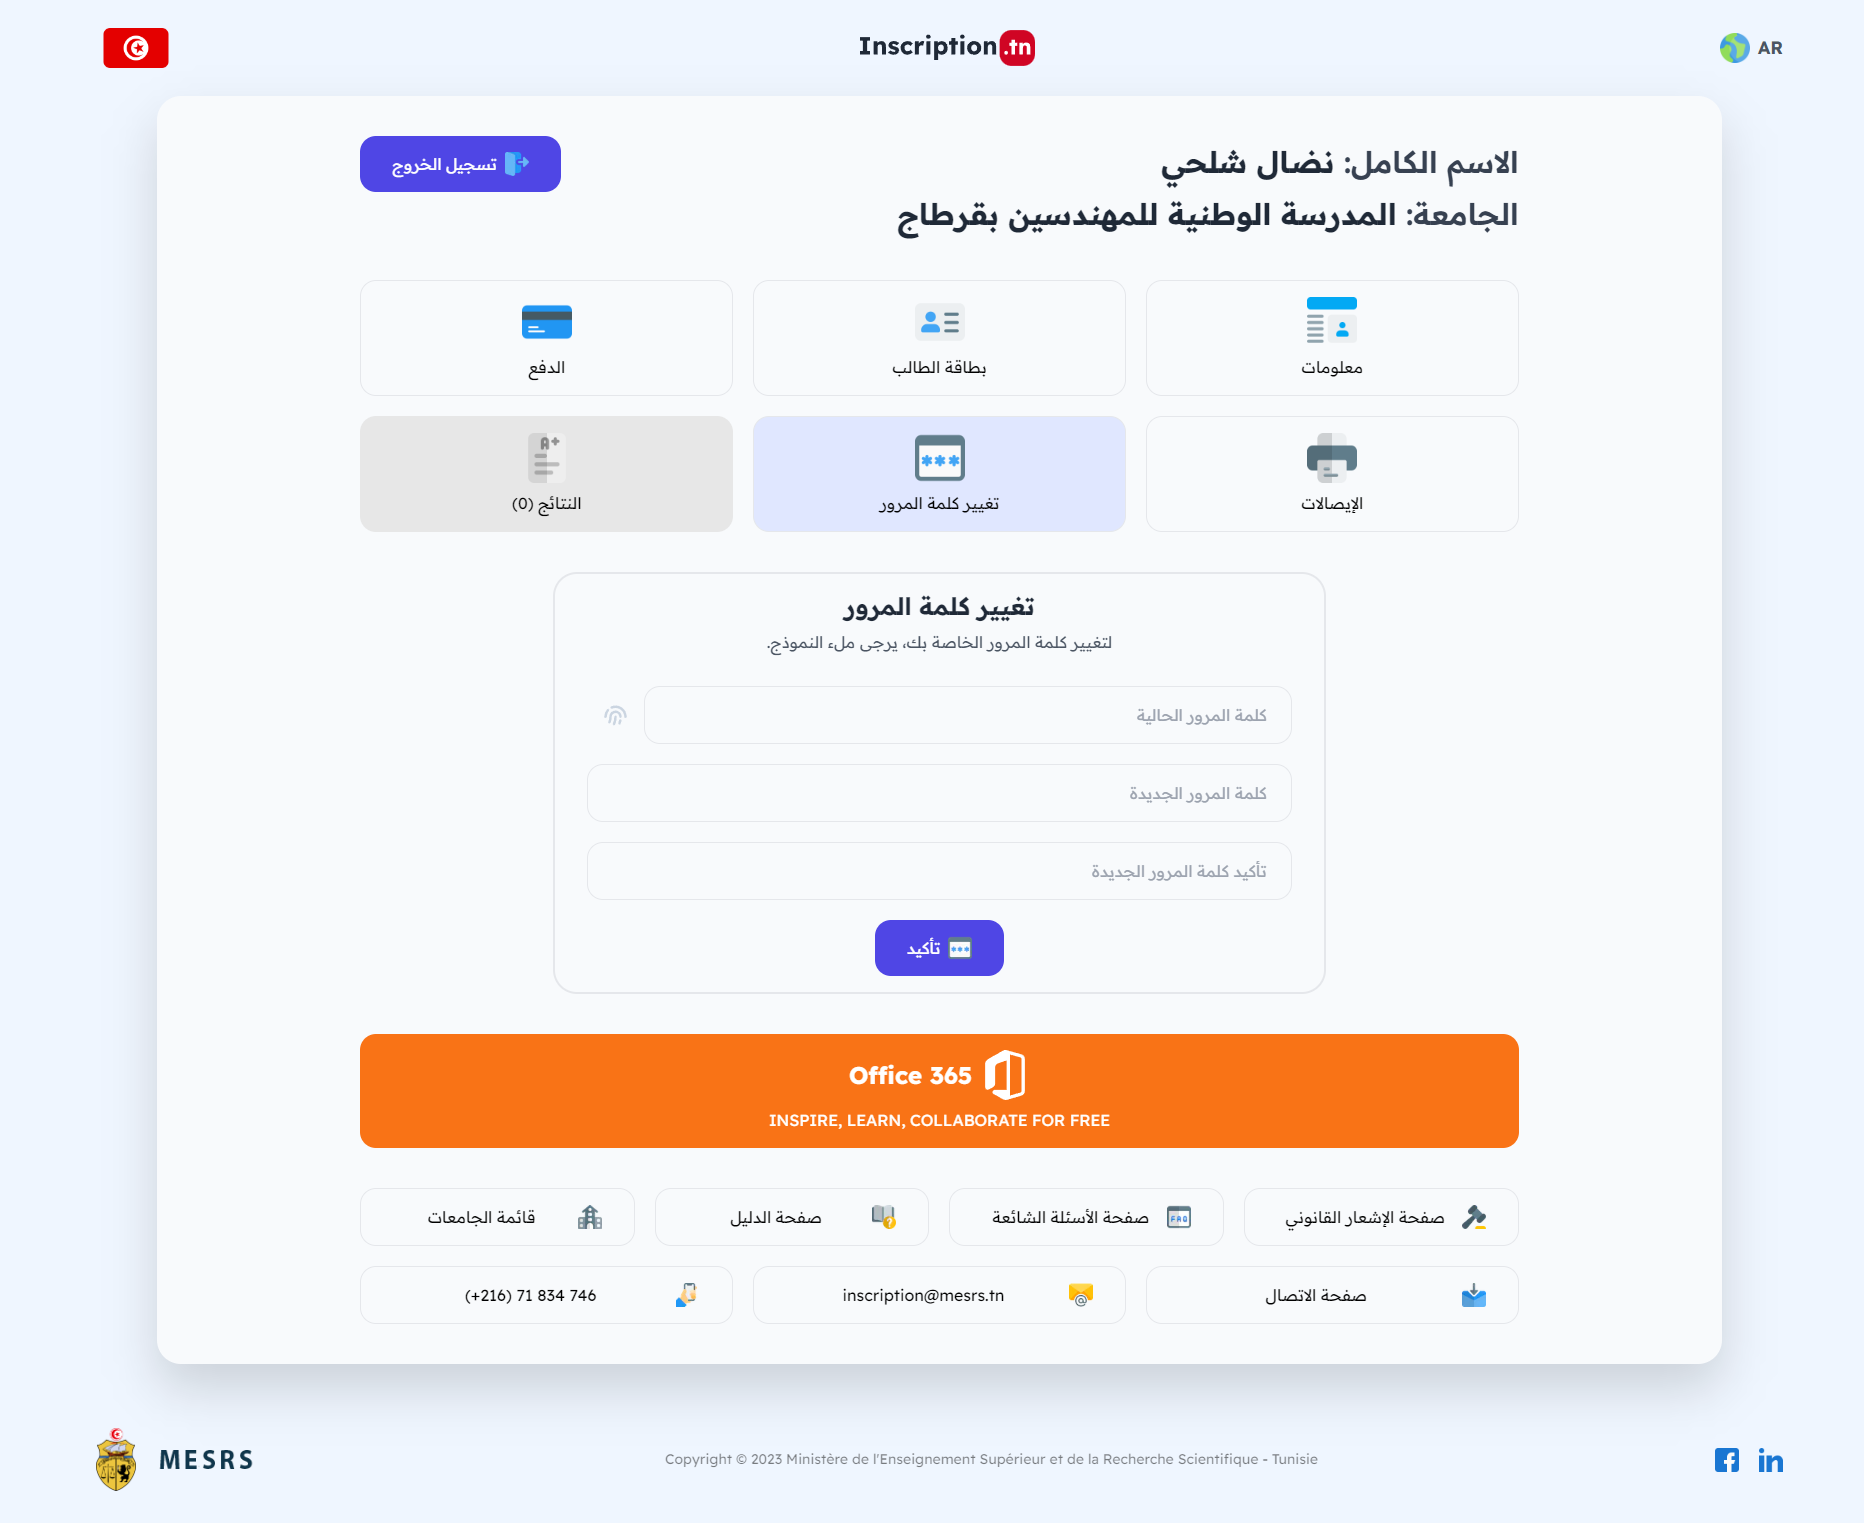 Inscription.tn
AR
الاسم الكامل: نضال شلحي
الجامعة: المدرسة الوطنية للمهندسين بقرطاج
تسجيل الخروج
معلومات
بطاقة الطالب
الدفع
الإيصالات
***
تغيير كلمة المرور
A+
النتائج (0)
تغيير كلمة المرور
لتغيير كلمة المرور الخاصة بك، يرجى ملء النموذج.
كلمة المرور الحالية
كلمة المرور الجديدة
تأكيد كلمة المرور الجديدة
*** تأكيد
Office 365
INSPIRE, LEARN, COLLABORATE FOR FREE
صفحة الإشعار القانوني
FAQ صفحة الأسئلة الشائعة
صفحة الدليل
قائمة الجامعات
صفحة الاتصال
inscription@mesrs.tn
(+216) 71 834 746
MESRS
Copyright © 2023 Ministère de l'Enseignement Supérieur et de la Recherche Scientifique - Tunisie